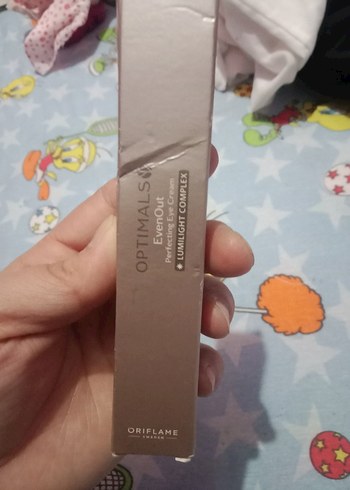 OPTIMALS
EvenOut
Perfecting Eye Cream
LUMILIGHT COMPLEX
ORIFLAME
SWEDEN